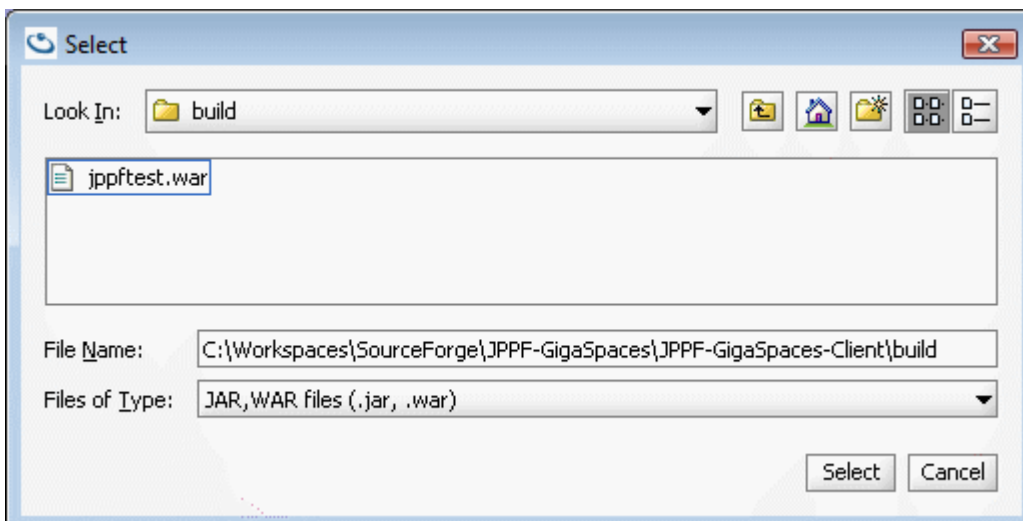 Select
Look In: build
jppftest.war
File Name: C:\Workspaces\SourceForge\JPPF-GigaSpaces\JPPF-GigaSpaces-Client\build
Files of Type: JAR,WAR files (.jar, .war)
Select Cancel